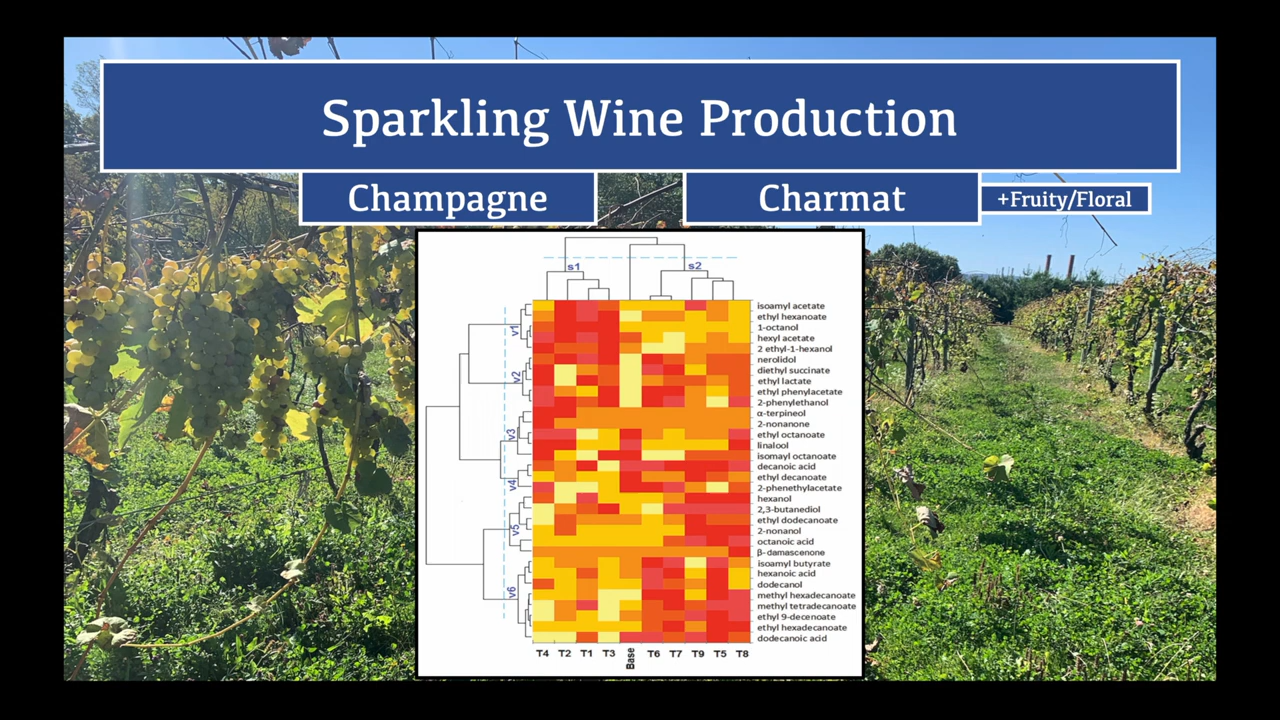 Sparkling Wine Production
Champagne
Charmat
+Fruity/Floral
s1
s2
v1
v2
v3
v4
v5
v6
isoamyl acetate
ethyl hexanoate
1-octanol
hexyl acetate
2 ethyl-1-hexanol
nerolidol
diethyl succinate
ethyl lactate
ethyl phenylacetate
2-phenylethanol
α-terpineol
2-nonanone
ethyl octanoate
linalool
isomayl octanoate
decanoic acid
ethyl decanoate
2-phenethylacetate
hexanol
2,3-butanediol
ethyl dodecanoate
2-nonanol
octanoic acid
β-damascenone
isoamyl butyrate
hexanoic acid
dodecanol
methyl hexadecanoate
methyl tetradecanoate
ethyl 9-decenoate
ethyl hexadecanoate
dodecanoic acid
T4 T2 T1 T3 Base T6 T7 T9 T5 T8